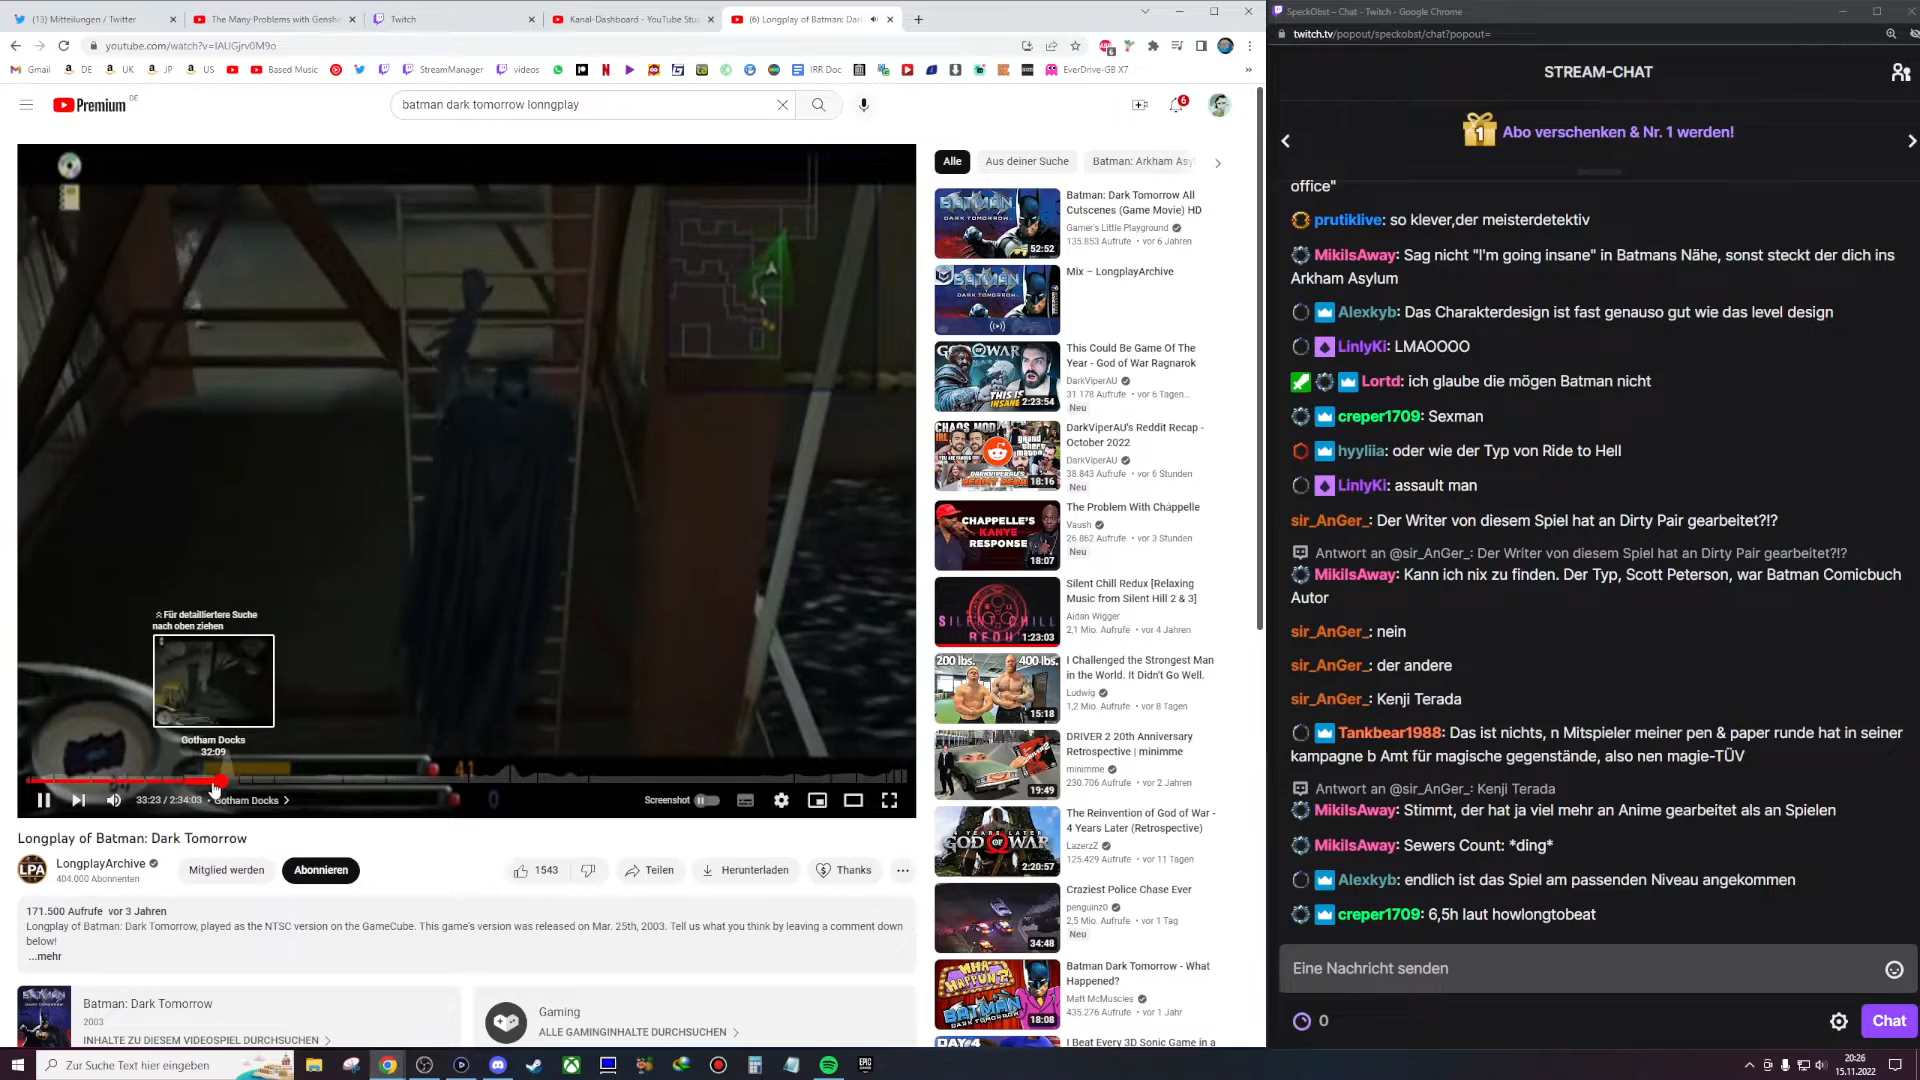 (13) Mitteilungen / Twitter
The Many Problems with Genshi
Twitch
Kanal-Dashboard - YouTube Stu
(6) Longplay of Batman: Dar
SpeckObst – Chat - Twitch - Google Chrome
youtube.com/watch?v=IAUGjrv0M9o
twitch.tv/popout/speckobst/chat?popout=
Gmail
DE
UK
JP
US
Based Music
StreamManager
videos
IRR Doc
EverDrive-GB X7
Premium
DE
batman dark tomorrow lonngplay
6
STREAM-CHAT
1
Abo verschenken & Nr. 1 werden!
Alle
Aus deiner Suche
Batman: Arkham Asy
Batman: Dark Tomorrow All
Cutscenes (Game Movie) HD
Gamer's Little Playground
135.853 Aufrufe • vor 6 Jahren
52:52
Mix – LongplayArchive
This Could Be Game Of The
Year - God of War Ragnarok
DarkViperAU
31.178 Aufrufe • vor 6 Tagen...
Neu
2:23:54
DarkViperAU's Reddit Recap -
October 2022
DarkViperAU
38.843 Aufrufe • vor 6 Stunden
Neu
18:16
The Problem With Chappelle
Vaush
26.862 Aufrufe • vor 3 Stunden
Neu
CHAPPELLE'S
KANYE
RESPONSE
18:07
Silent Chill Redux [Relaxing
Music from Silent Hill 2 & 3]
Aidan Wigger
2,1 Mio. Aufrufe • vor 4 Jahren
1:23:03
I Challenged the Strongest Man
in the World. It Didn't Go Well.
Ludwig
1,2 Mio. Aufrufe • vor 8 Tagen
200 lbs.
400 lbs.
15:18
DRIVER 2 20th Anniversary
Retrospective | minimme
minimme
230.706 Aufrufe • vor 2 Jahren
19:49
The Reinvention of God of War -
4 Years Later (Retrospective)
LazerzZ
125.429 Aufrufe • vor 11 Tagen
2:20:57
Craziest Police Chase Ever
penguinz0
2,5 Mio. Aufrufe • vor 1 Tag
Neu
34:48
Batman Dark Tomorrow - What
Happened?
Matt McMuscles
435.276 Aufrufe • vor 1 Jahr
18:08
I Beat Every 3D Sonic Game in a
Für detailliertere Suche
nach oben ziehen
Gotham Docks
32:09
41
0
33:23 / 2:34:03 • Gotham Docks
Screenshot
Longplay of Batman: Dark Tomorrow
LPA
LongplayArchive
404.000 Abonnenten
Mitglied werden
Abonnieren
1543
Teilen
Herunterladen
Thanks
171.500 Aufrufe vor 3 Jahren
Longplay of Batman: Dark Tomorrow, played as the NTSC version on the GameCube. This game's version was released on Mar. 25th, 2003. Tell us what you think by leaving a comment down
below!
...mehr
Batman: Dark Tomorrow
2003
INHALTE ZU DIESEM VIDEOSPIEL DURCHSUCHEN
Gaming
ALLE GAMINGINHALTE DURCHSUCHEN
office"
prutiklive: so klever,der meisterdetektiv
MikiIsAway: Sag nicht "I'm going insane" in Batmans Nähe, sonst steckt der dich ins
Arkham Asylum
Alexkyb: Das Charakterdesign ist fast genauso gut wie das level design
LinlyKi: LMAOOOO
Lortd: ich glaube die mögen Batman nicht
creper1709: Sexman
hyyliia: oder wie der Typ von Ride to Hell
LinlyKi: assault man
sir_AnGer_: Der Writer von diesem Spiel hat an Dirty Pair gearbeitet?!?
Antwort an @sir_AnGer_: Der Writer von diesem Spiel hat an Dirty Pair gearbeitet?!?
MikiIsAway: Kann ich nix zu finden. Der Typ, Scott Peterson, war Batman Comicbuch
Autor
sir_AnGer_: nein
sir_AnGer_: der andere
sir_AnGer_: Kenji Terada
Tankbear1988: Das ist nichts, n Mitspieler meiner pen & paper runde hat in seiner
kampagne b Amt für magische gegenstände, also nen magie-TÜV
Antwort an @sir_AnGer_: Kenji Terada
MikiIsAway: Stimmt, der hat ja viel mehr an Anime gearbeitet als an Spielen
MikiIsAway: Sewers Count: *ding*
Alexkyb: endlich ist das Spiel am passenden Niveau angekommen
creper1709: 6,5h laut howlongtobeat
Eine Nachricht senden
0
Chat
Zur Suche Text hier eingeben
20:26
15.11.2022